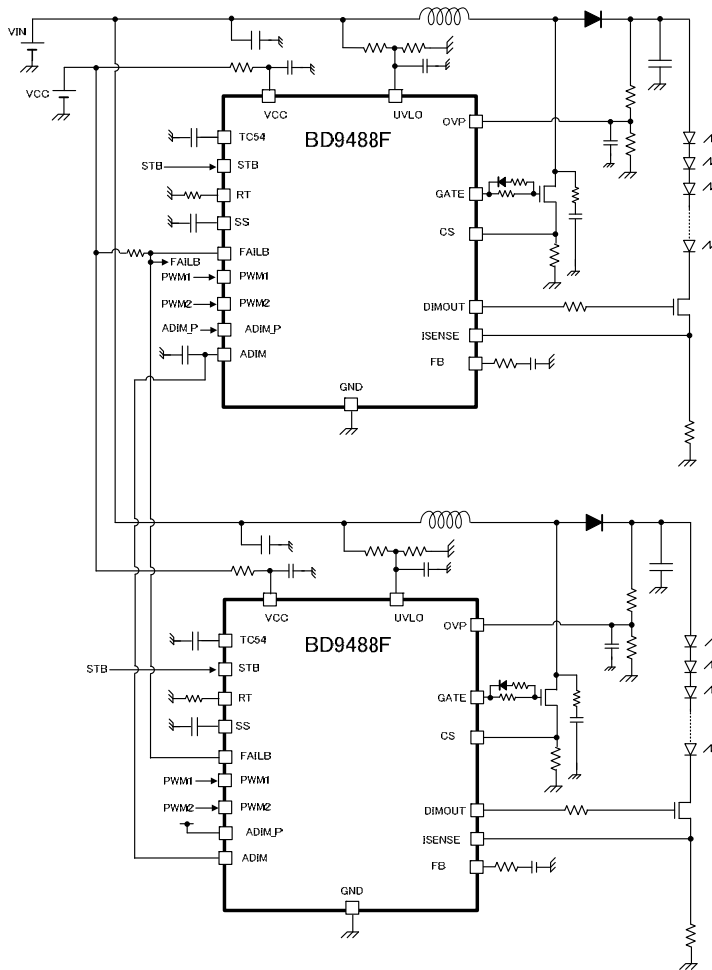 VIN
VCC
VCC
UVLO
BD9488F
TC54
STB
STB
RT
SS
FAILB
FAILB
PWM1
PWM1
PWM2
PWM2
ADIM_P
ADIM_P
ADIM
GND
OVP
GATE
CS
DIMOUT
ISENSE
FB
VCC
UVLO
BD9488F
TC54
STB
STB
RT
SS
FAILB
PWM1
PWM1
PWM2
PWM2
ADIM_P
ADIM
GND
OVP
GATE
CS
DIMOUT
ISENSE
FB